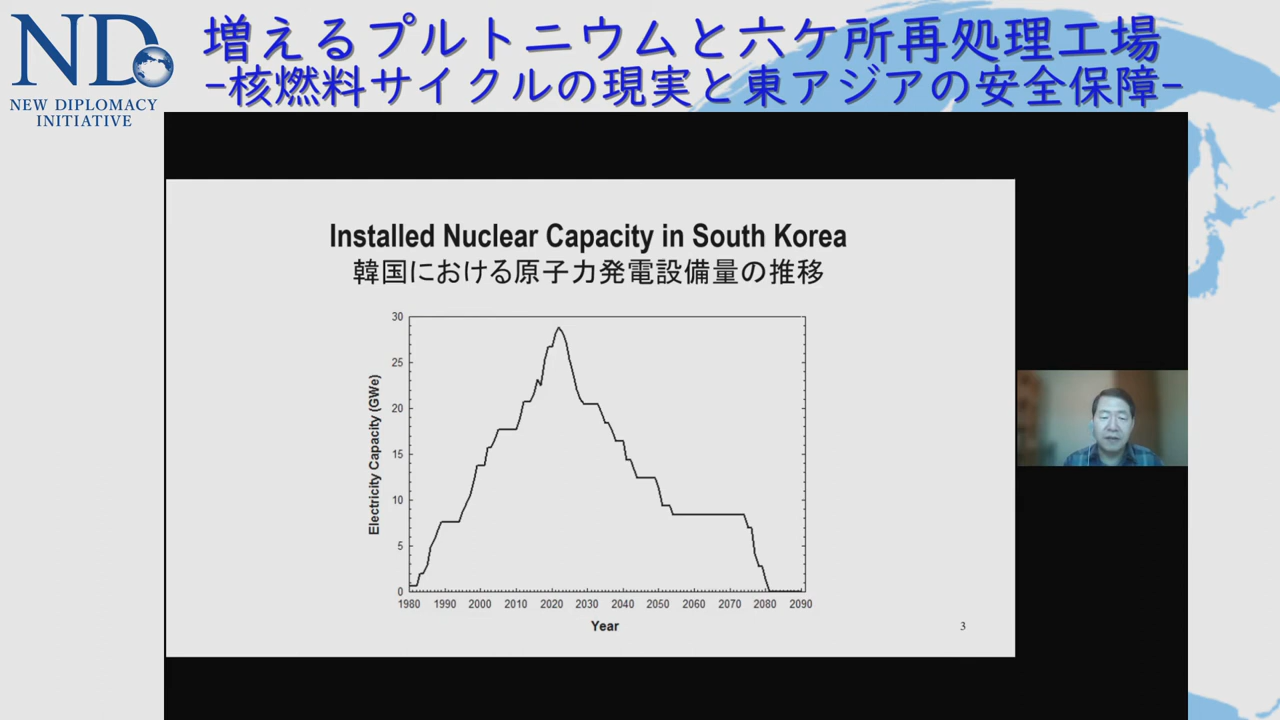 増えるプルトニウムと六ケ所再処理工場
-核燃料サイクルの現実と東アジアの安全保障-
ND
NEW DIPLOMACY
INITIATIVE
Installed Nuclear Capacity in South Korea
韓国における原子力発電設備量の推移
Electricity Capacity (GWe)
30
25
20
15
10
5
0
1980 1990 2000 2010 2020 2030 2040 2050 2060 2070 2080 2090
Year
3